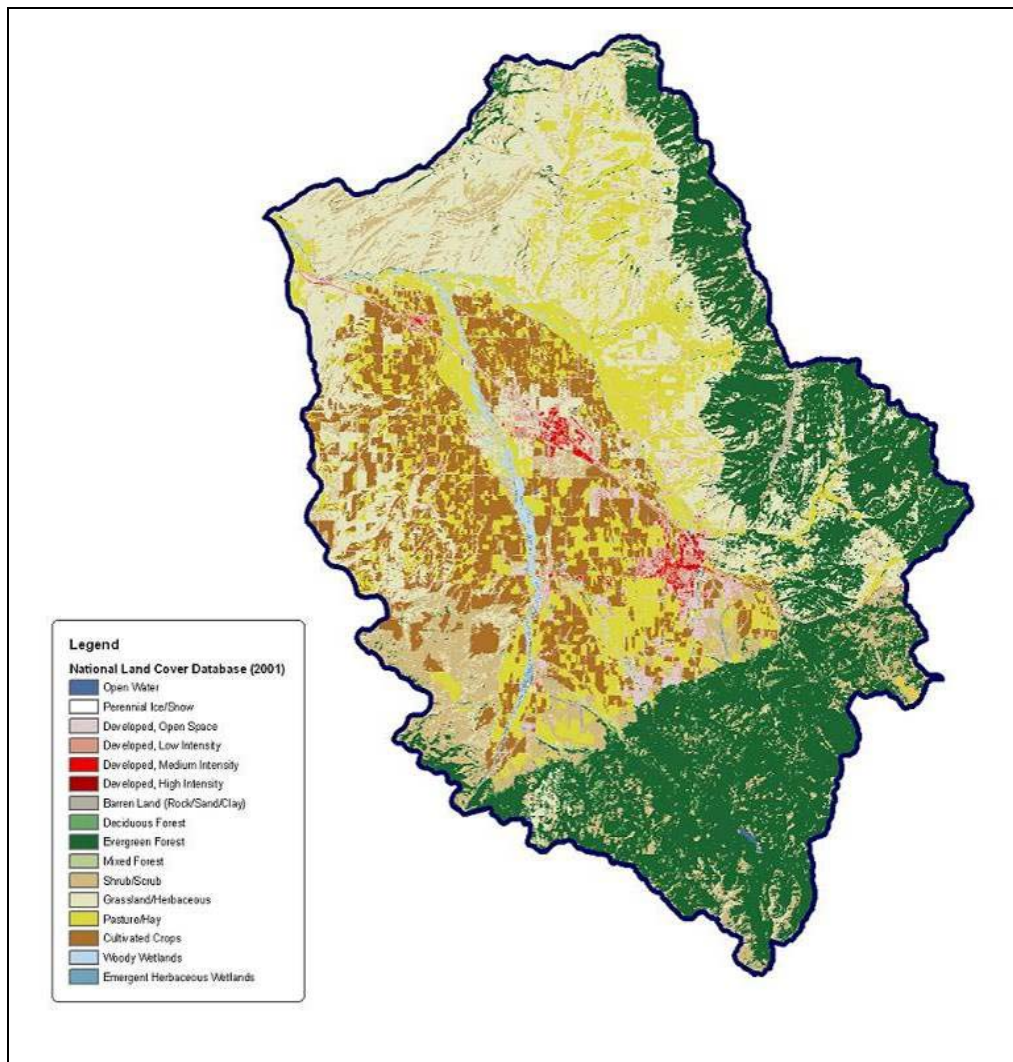 Legend
National Land Cover Database (2001)
Open Water
Perennial Ice/Snow
Developed, Open Space
Developed, Low Intensity
Developed, Medium Intensity
Developed, High Intensity
Barren Land (Rock/Sand/Clay)
Deciduous Forest
Evergreen Forest
Mixed Forest
Shrub/Scrub
Grassland/Herbaceous
Pasture/Hay
Cultivated Crops
Woody Wetlands
Emergent Herbaceous Wetlands